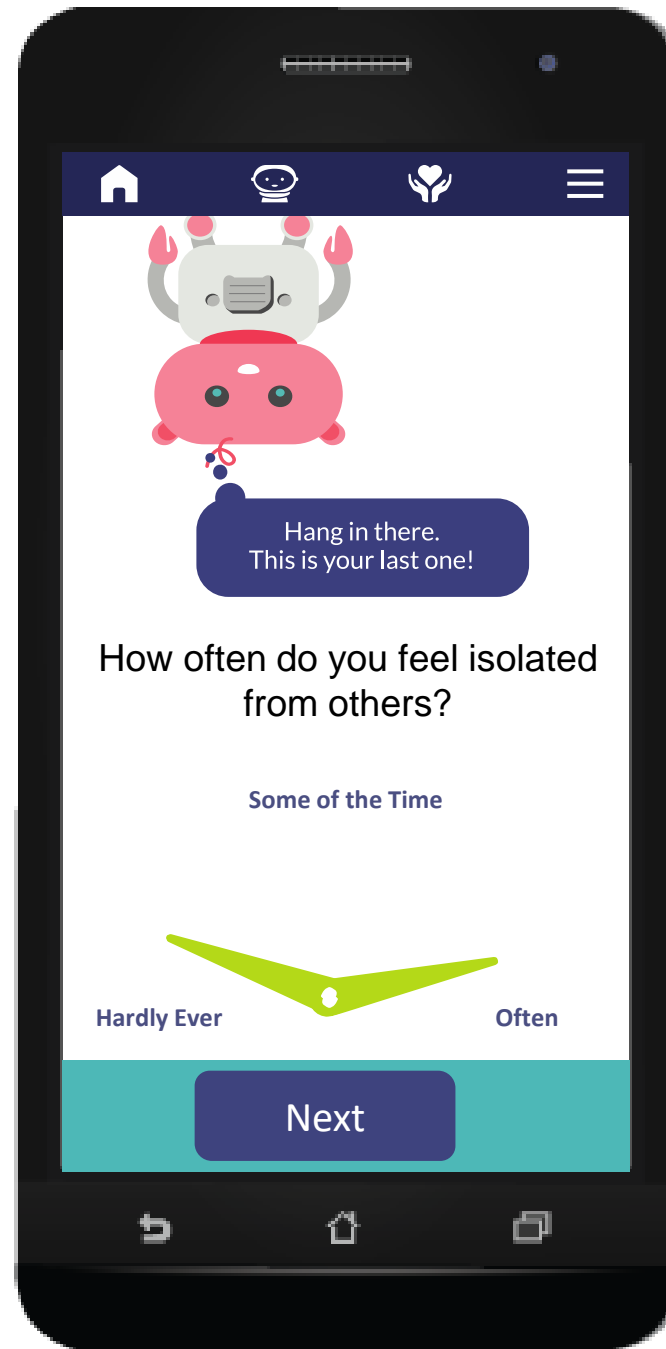 Hang in there.
This is your last one!
How often do you feel isolated
from others?
Some of the Time
Hardly Ever
Often
Next